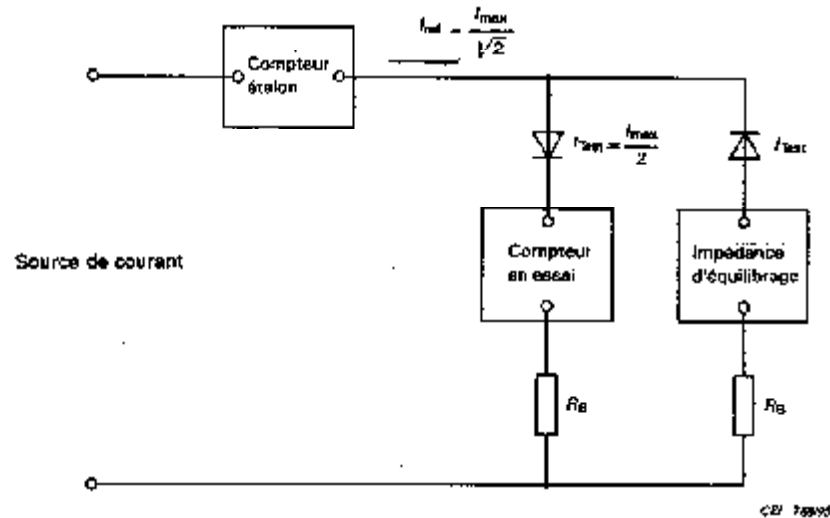 I_ref = I_max / √2
Compteur
étalon
I_Test = I_max / 2
I_Test
Source de courant
Compteur
en essai
Impédance
d'équilibrage
R_B
R_B
CEI